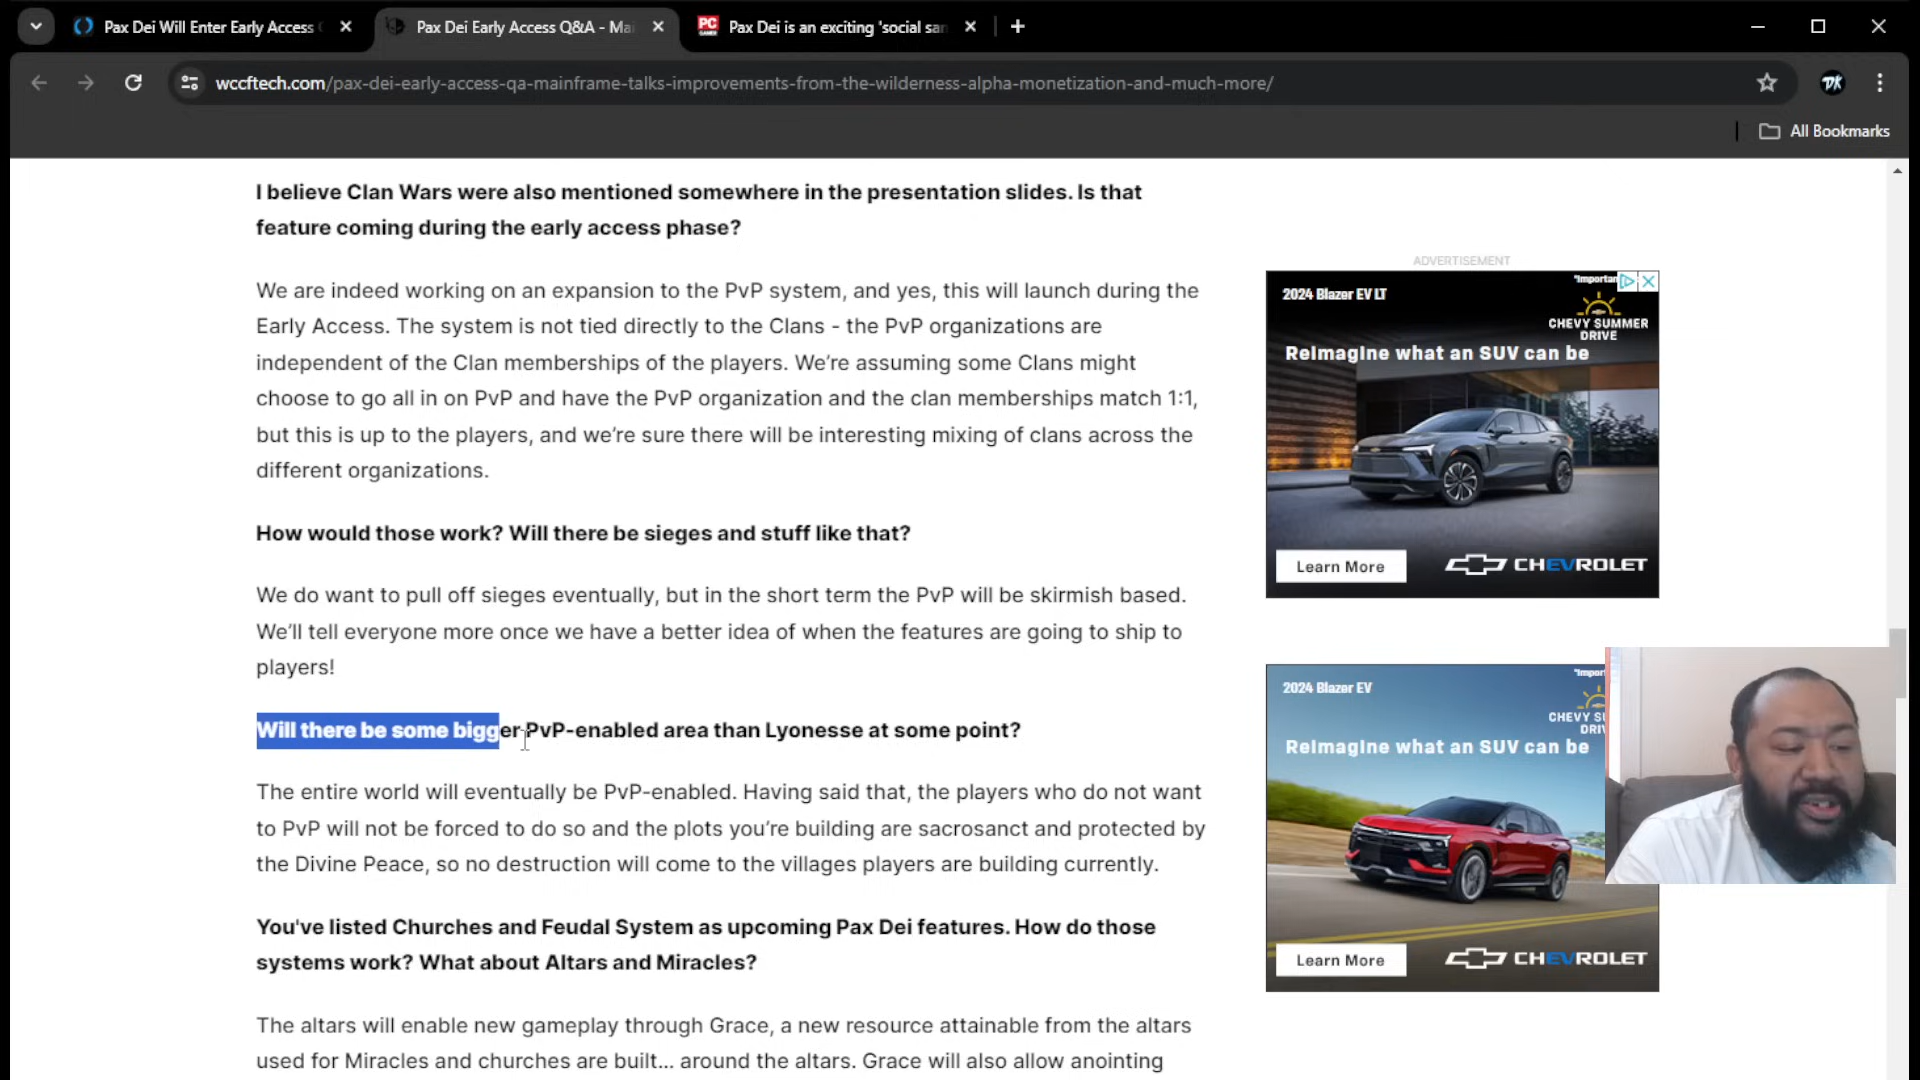 Pax Dei Will Enter Early Access
Pax Dei Early Access Q&A - Mai
PC
GAMER
Pax Dei is an exciting 'social san
wccftech.com/pax-dei-early-access-qa-mainframe-talks-improvements-from-the-wilderness-alpha-monetization-and-much-more/
DK
All Bookmarks
I believe Clan Wars were also mentioned somewhere in the presentation slides. Is that
feature coming during the early access phase?
We are indeed working on an expansion to the PvP system, and yes, this will launch during the
Early Access. The system is not tied directly to the Clans - the PvP organizations are
independent of the Clan memberships of the players. We’re assuming some Clans might
choose to go all in on PvP and have the PvP organization and the clan memberships match 1:1,
but this is up to the players, and we’re sure there will be interesting mixing of clans across the
different organizations.
How would those work? Will there be sieges and stuff like that?
We do want to pull off sieges eventually, but in the short term the PvP will be skirmish based.
We’ll tell everyone more once we have a better idea of when the features are going to ship to
players!
Will there be some bigger PvP-enabled area than Lyonesse at some point?
The entire world will eventually be PvP-enabled. Having said that, the players who do not want
to PvP will not be forced to do so and the plots you’re building are sacrosanct and protected by
the Divine Peace, so no destruction will come to the villages players are building currently.
You've listed Churches and Feudal System as upcoming Pax Dei features. How do those
systems work? What about Altars and Miracles?
The altars will enable new gameplay through Grace, a new resource attainable from the altars
used for Miracles and churches are built... around the altars. Grace will also allow anointing
ADVERTISEMENT
*Importan
2024 Blazer EV LT
CHEVY SUMMER
DRIVE
Reimagine what an SUV can be
Learn More
CHEVROLET
*Impor
2024 Blazer EV
CHEVY SU
DRIV
Reimagine what an SUV can be
Learn More
CHEVROLET